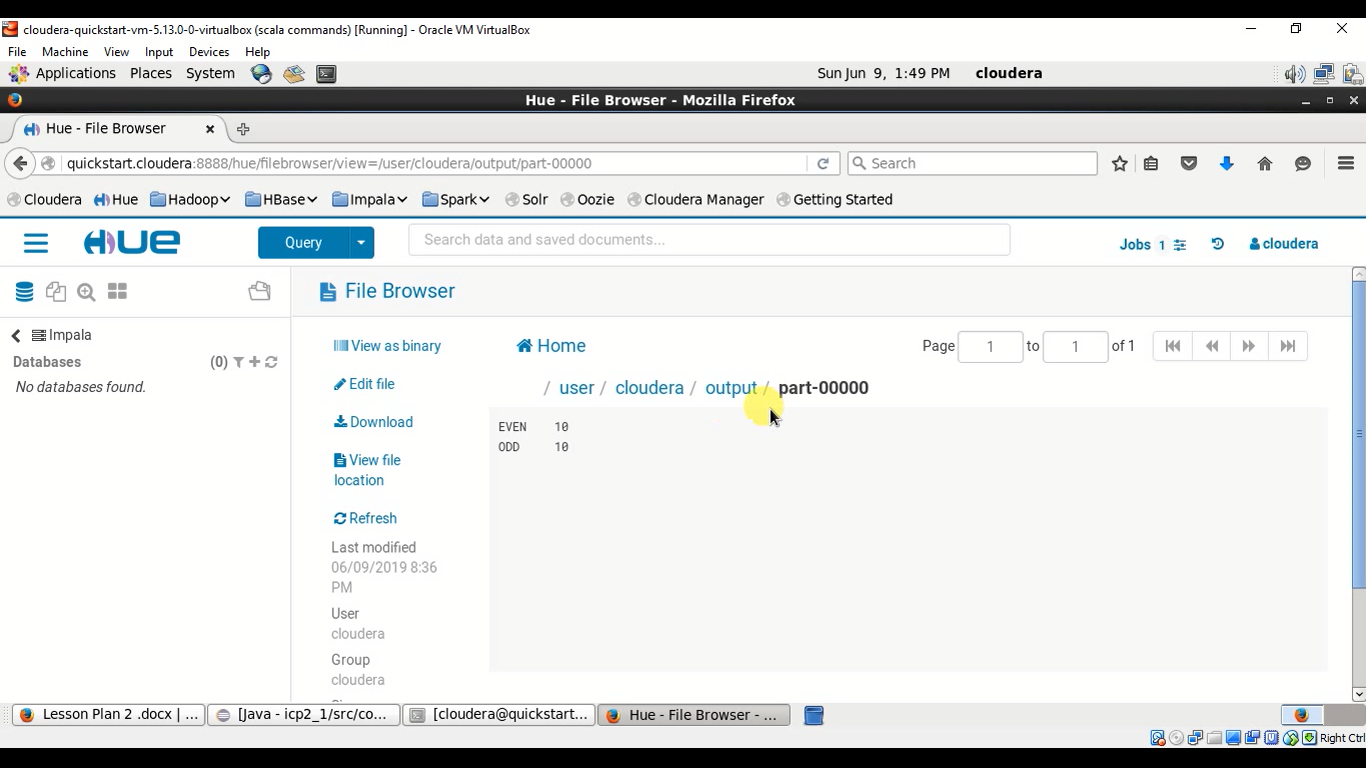 cloudera-quickstart-vm-5.13.0-0-virtualbox (scala commands) [Running] - Oracle VM VirtualBox
File Machine View Input Devices Help
Applications Places System Sun Jun 9, 1:49 PM cloudera
Hue - File Browser - Mozilla Firefox
Hue - File Browser
quickstart.cloudera:8888/hue/filebrowser/view=/user/cloudera/output/part-00000 Search
Cloudera Hue Hadoop HBase Impala Spark Solr Oozie Cloudera Manager Getting Started
HUE Query Search data and saved documents... Jobs 1 cloudera
File Browser
Impala
Databases (0)
No databases found.
View as binary
Edit file
Download
View file
location
Refresh
Last modified
06/09/2019 8:36
PM
User
cloudera
Group
cloudera
Home Page 1 to 1 of 1
/ user / cloudera / output / part-00000
EVEN 10
ODD 10
Lesson Plan 2 .docx | ... [Java - icp2_1/src/co... [cloudera@quickstart... Hue - File Browser - ...
Right Ctrl